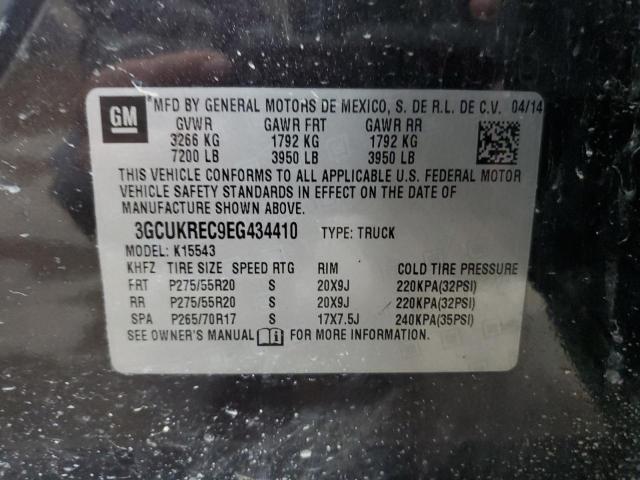 GM
*MFD BY GENERAL MOTORS DE MEXICO, S. DE R.L. DE C.V. 04/14
GVWR GAWR FRT GAWR RR
3266 KG 1792 KG 1792 KG
7200 LB 3950 LB 3950 LB
THIS VEHICLE CONFORMS TO ALL APPLICABLE U.S. FEDERAL MOTOR
VEHICLE SAFETY STANDARDS IN EFFECT ON THE DATE OF
MANUFACTURE SHOWN ABOVE.
3GCUKREC9EG434410 TYPE: TRUCK
MODEL: K15543
KHFZ TIRE SIZE SPEED RTG RIM COLD TIRE PRESSURE
FRT P275/55R20 S 20X9J 220KPA(32PSI)
RR P275/55R20 S 20X9J 220KPA(32PSI)
SPA P265/70R17 S 17X7.5J 240KPA(35PSI)
SEE OWNER'S MANUAL FOR MORE INFORMATION.